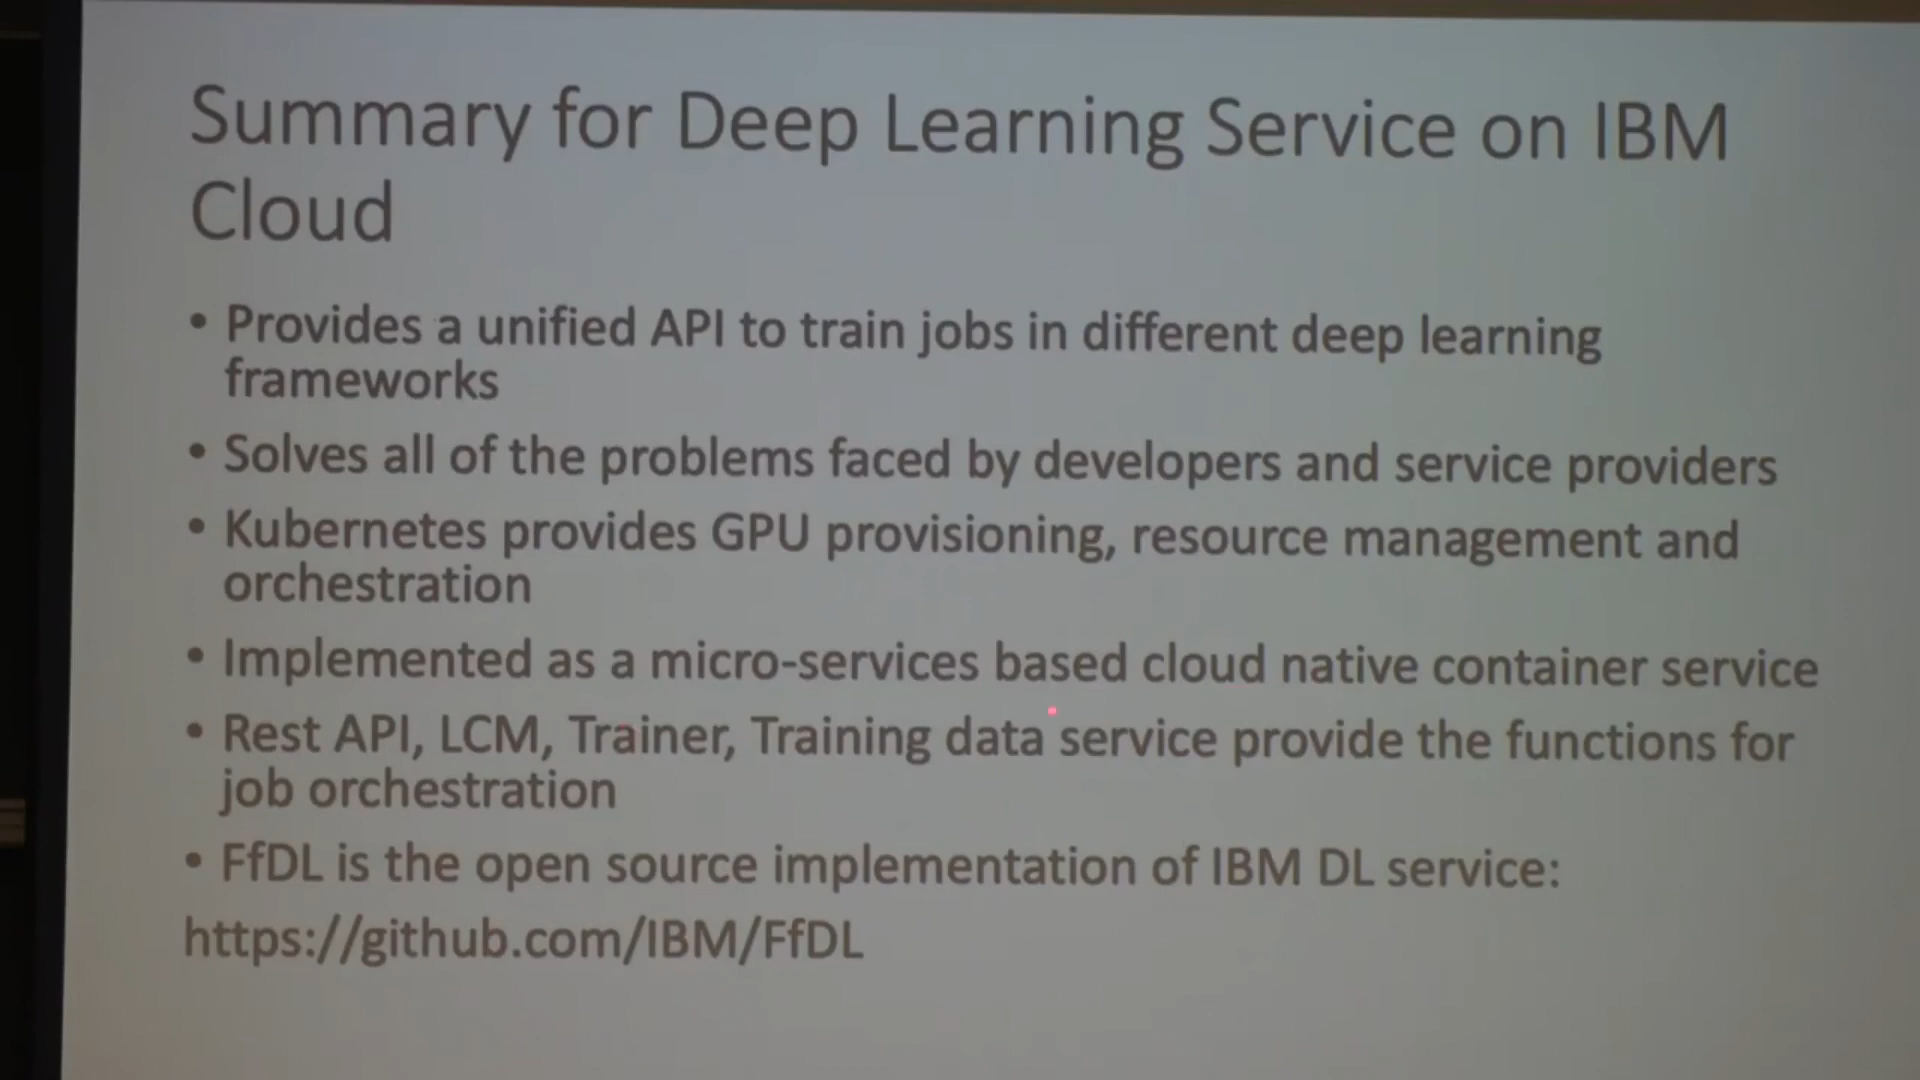 Summary for Deep Learning Service on IBM
Cloud
• Provides a unified API to train jobs in different deep learning
frameworks
• Solves all of the problems faced by developers and service providers
• Kubernetes provides GPU provisioning, resource management and
orchestration
• Implemented as a micro-services based cloud native container service
• Rest API, LCM, Trainer, Training data service provide the functions for
job orchestration
• FfDL is the open source implementation of IBM DL service:
https://github.com/IBM/FfDL